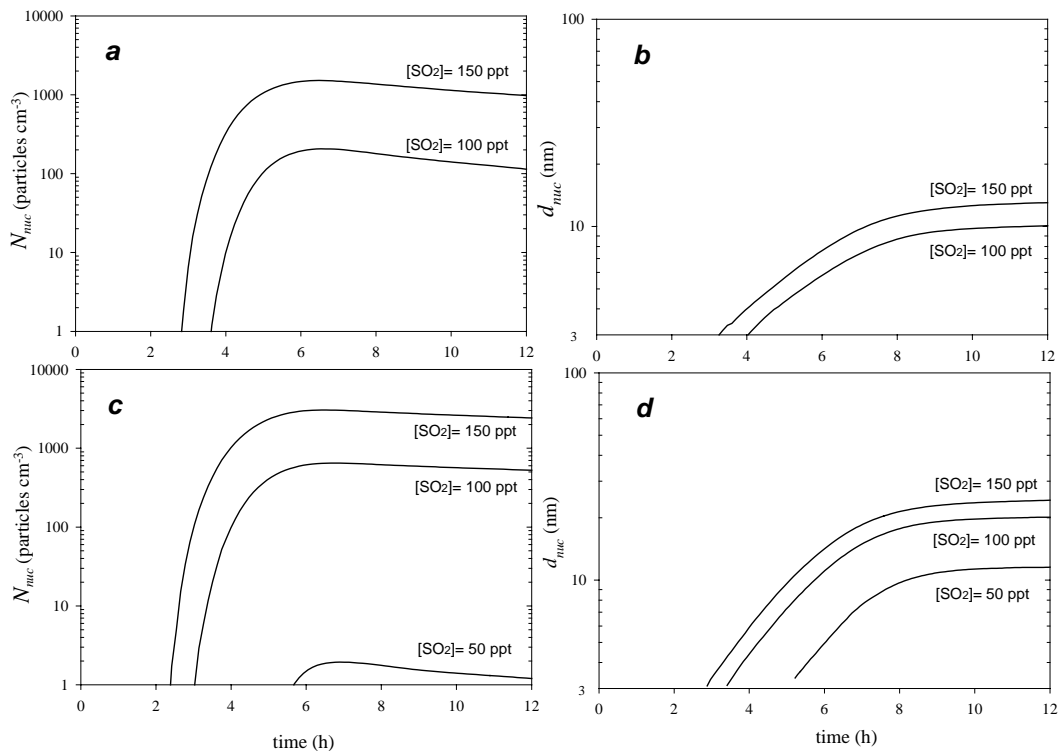 a
N_nuc (particles cm⁻³)
10000
1000
100
10
1
[SO2]= 150 ppt
[SO2]= 100 ppt
0 2 4 6 8 10 12
b
d_nuc (nm)
100
10
3
[SO2]= 150 ppt
[SO2]= 100 ppt
0 2 4 6 8 10 12
c
N_nuc (particles cm⁻³)
10000
1000
100
10
1
[SO2]= 150 ppt
[SO2]= 100 ppt
[SO2]= 50 ppt
0 2 4 6 8 10 12
time (h)
d
d_nuc (nm)
100
10
3
[SO2]= 150 ppt
[SO2]= 100 ppt
[SO2]= 50 ppt
0 2 4 6 8 10 12
time (h)